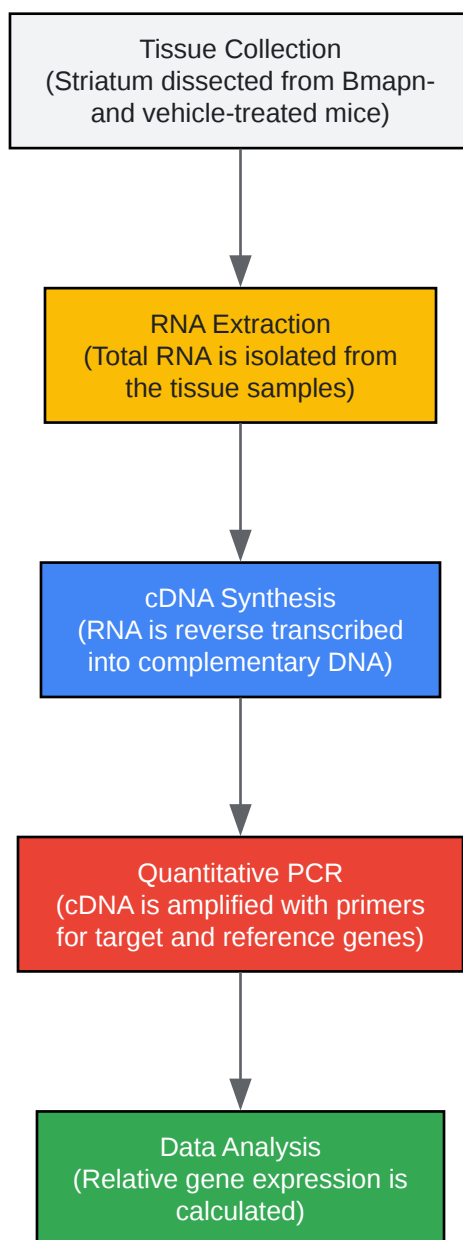 Tissue Collection
(Striatum dissected from Bmapn-
and vehicle-treated mice)
RNA Extraction
(Total RNA is isolated from
the tissue samples)
cDNA Synthesis
(RNA is reverse transcribed
into complementary DNA)
Quantitative PCR
(cDNA is amplified with primers
for target and reference genes)
Data Analysis
(Relative gene expression is
calculated)